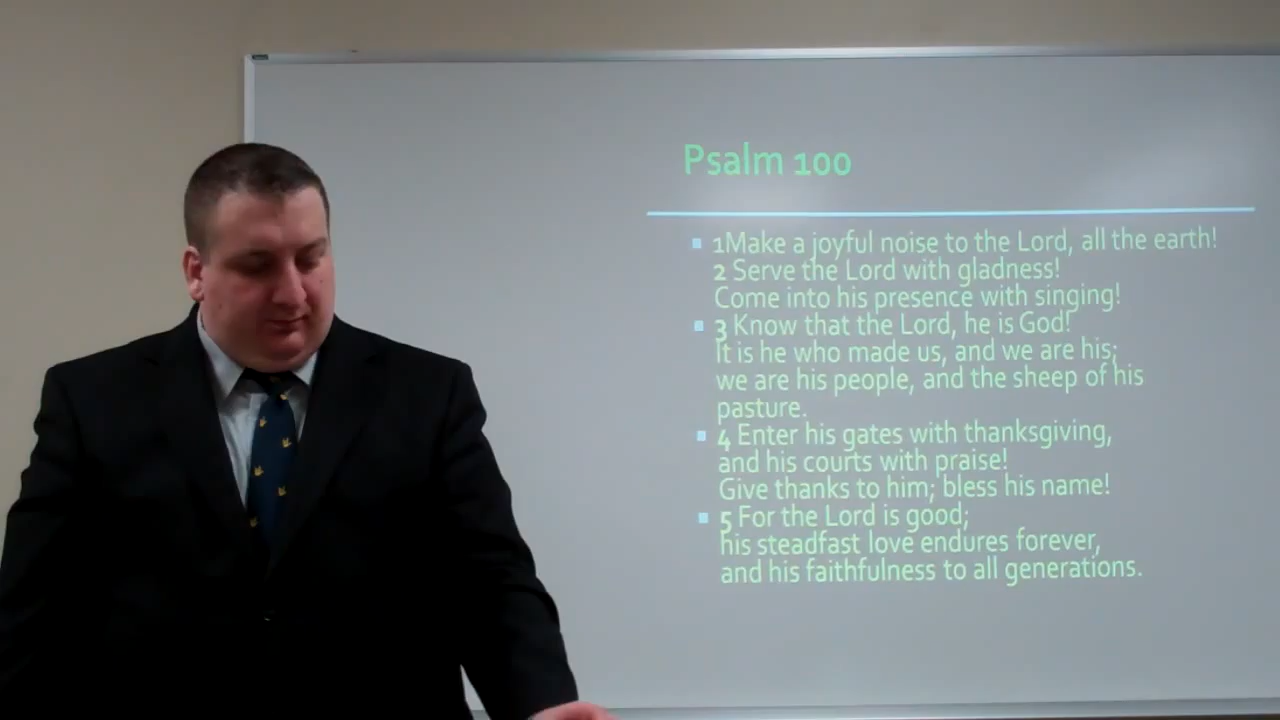 Psalm 100
1Make a joyful noise to the Lord, all the earth!
2 Serve the Lord with gladness!
Come into his presence with singing!
3 Know that the Lord, he is God!
It is he who made us, and we are his;
we are his people, and the sheep of his
pasture.
4 Enter his gates with thanksgiving,
and his courts with praise!
Give thanks to him; bless his name!
5 For the Lord is good;
his steadfast love endures forever,
and his faithfulness to all generations.